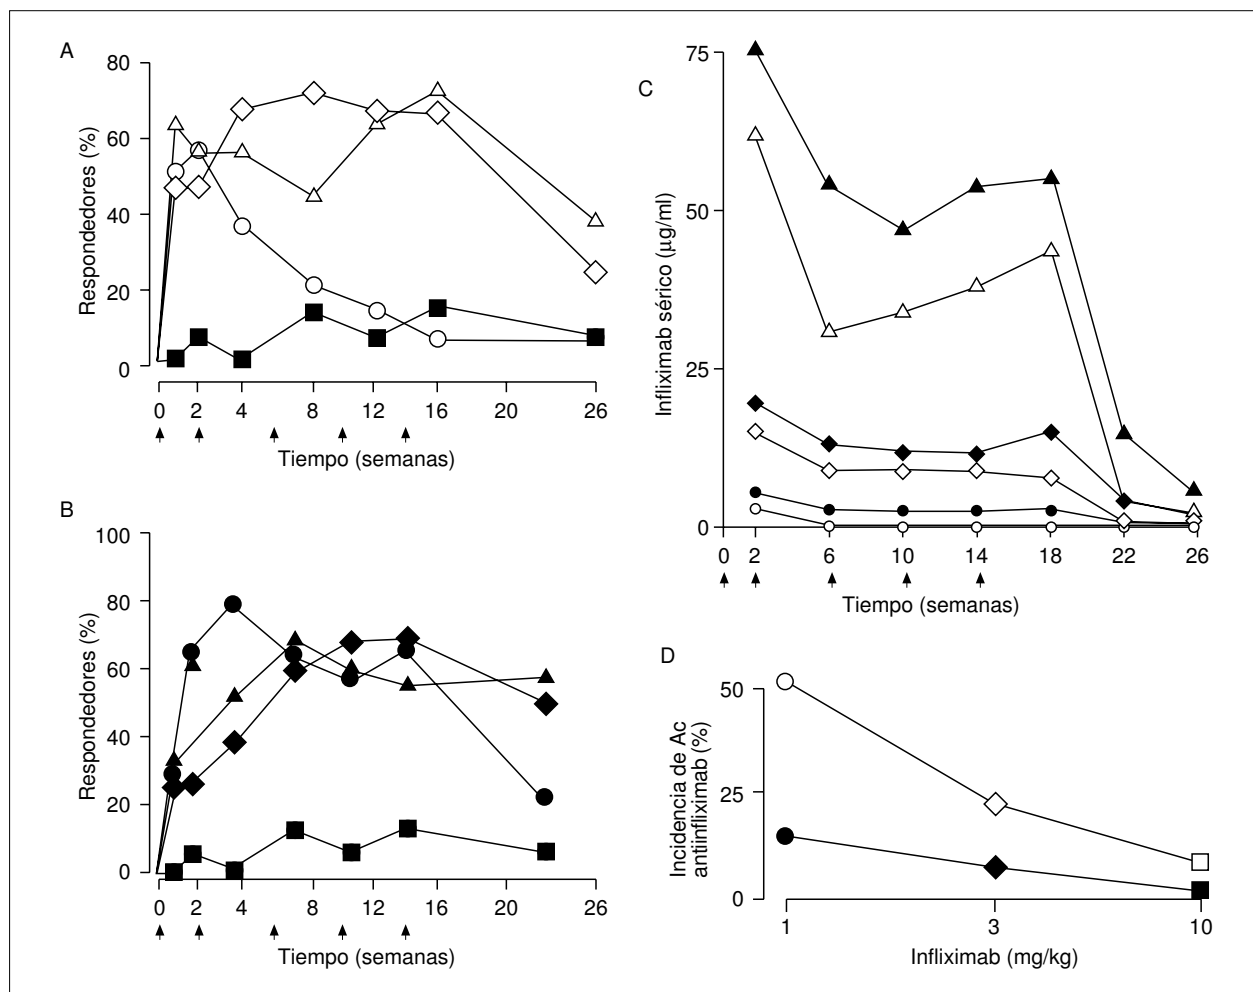 A
80
60
40
20
0
Respondedores (%)
0 2 4 8 12 16 20 26
Tiempo (semanas)
B
100
80
60
40
20
0
Respondedores (%)
0 2 4 8 12 16 20 26
Tiempo (semanas)
C
75
50
25
0
Infliximab sérico (µg/ml)
0 2 6 10 14 18 22 26
Tiempo (semanas)
D
50
25
0
Incidencia de Ac
antiinfliximab (%)
1 3 10
Infliximab (mg/kg)